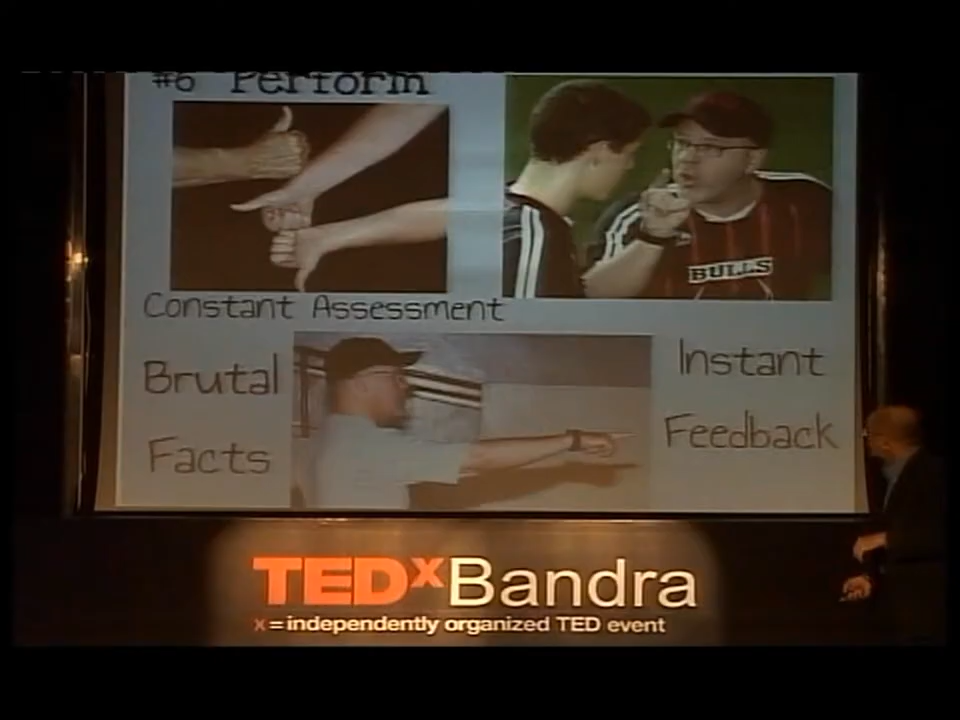 #6 Perform
BULLS
Constant Assessment
Brutal
Facts
Instant
Feedback
TEDxBandra
x = independently organized TED event